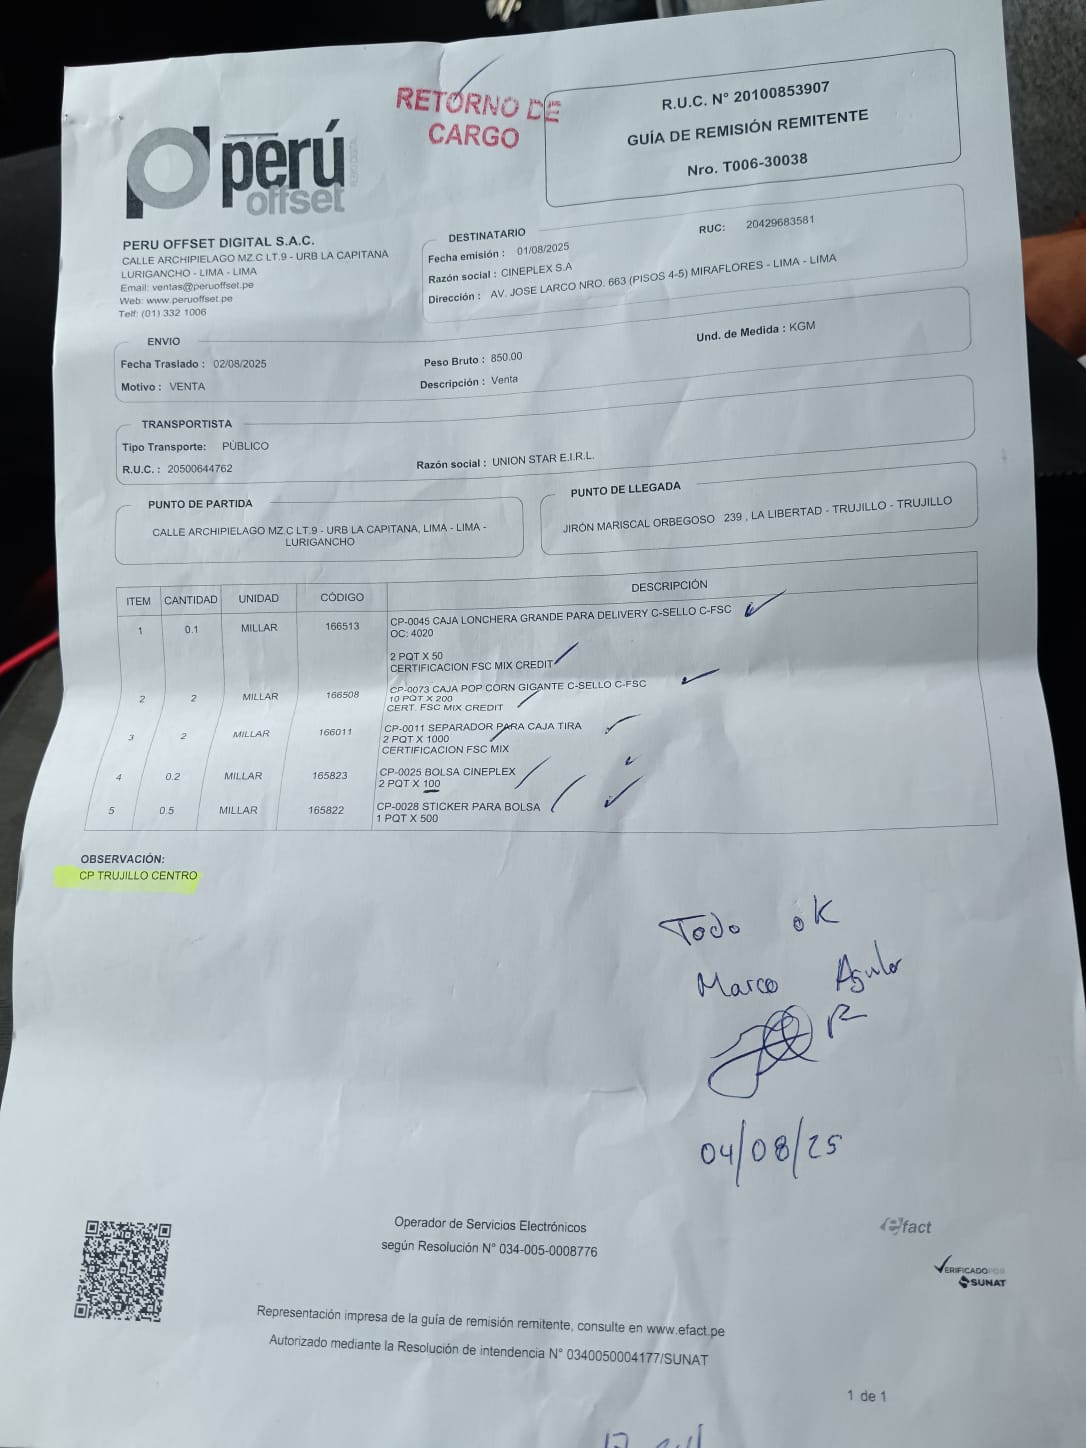 RETORNO DE
CARGO
perú
offset
R.U.C. N° 20100853907
GUÍA DE REMISIÓN REMITENTE
Nro. T006-30038
PERU OFFSET DIGITAL S.A.C.
CALLE ARCHIPIELAGO MZ.C LT.9 - URB LA CAPITANA
LURIGANCHO - LIMA - LIMA
Email: ventas@peruoffset.pe
Web: www.peruoffset.pe
Telf: (01) 332 1006
DESTINATARIO
Fecha emisión : 01/08/2025 RUC: 20429683581
Razón social : CINEPLEX S.A
Dirección : AV. JOSE LARCO NRO. 663 (PISOS 4-5) MIRAFLORES - LIMA - LIMA
ENVIO
Fecha Traslado : 02/08/2025 Peso Bruto : 850.00 Und. de Medida : KGM
Motivo : VENTA Descripción : Venta
TRANSPORTISTA
Tipo Transporte: PÚBLICO
R.U.C. : 20500644762 Razón social : UNION STAR E.I.R.L.
PUNTO DE PARTIDA
CALLE ARCHIPIELAGO MZ.C LT.9 - URB LA CAPITANA, LIMA - LIMA -
LURIGANCHO
PUNTO DE LLEGADA
JIRÓN MARISCAL ORBEGOSO 239 , LA LIBERTAD - TRUJILLO - TRUJILLO
ITEM CANTIDAD UNIDAD CÓDIGO DESCRIPCIÓN
1 0.1 MILLAR 166513 CP-0045 CAJA LONCHERA GRANDE PARA DELIVERY C-SELLO C-FSC
OC: 4020
2 PQT X 50
CERTIFICACION FSC MIX CREDIT
2 2 MILLAR 166508 CP-0073 CAJA POP CORN GIGANTE C-SELLO C-FSC
10 PQT X 200
CERT. FSC MIX CREDIT
3 2 MILLAR 166011 CP-0011 SEPARADOR PARA CAJA TIRA
2 PQT X 1000
CERTIFICACION FSC MIX
4 0.2 MILLAR 165823 CP-0025 BOLSA CINEPLEX
2 PQT X 100
5 0.5 MILLAR 165822 CP-0028 STICKER PARA BOLSA
1 PQT X 500
OBSERVACIÓN:
CP TRUJILLO CENTRO
Todo ok
Marco Aguilar
R
04/08/25
Operador de Servicios Electrónicos
según Resolución N° 034-005-0008776
efact
VERIFICADO POR
SUNAT
Representación impresa de la guía de remisión remitente, consulte en www.efact.pe
Autorizado mediante la Resolución de intendencia N° 0340050004177/SUNAT
1 de 1